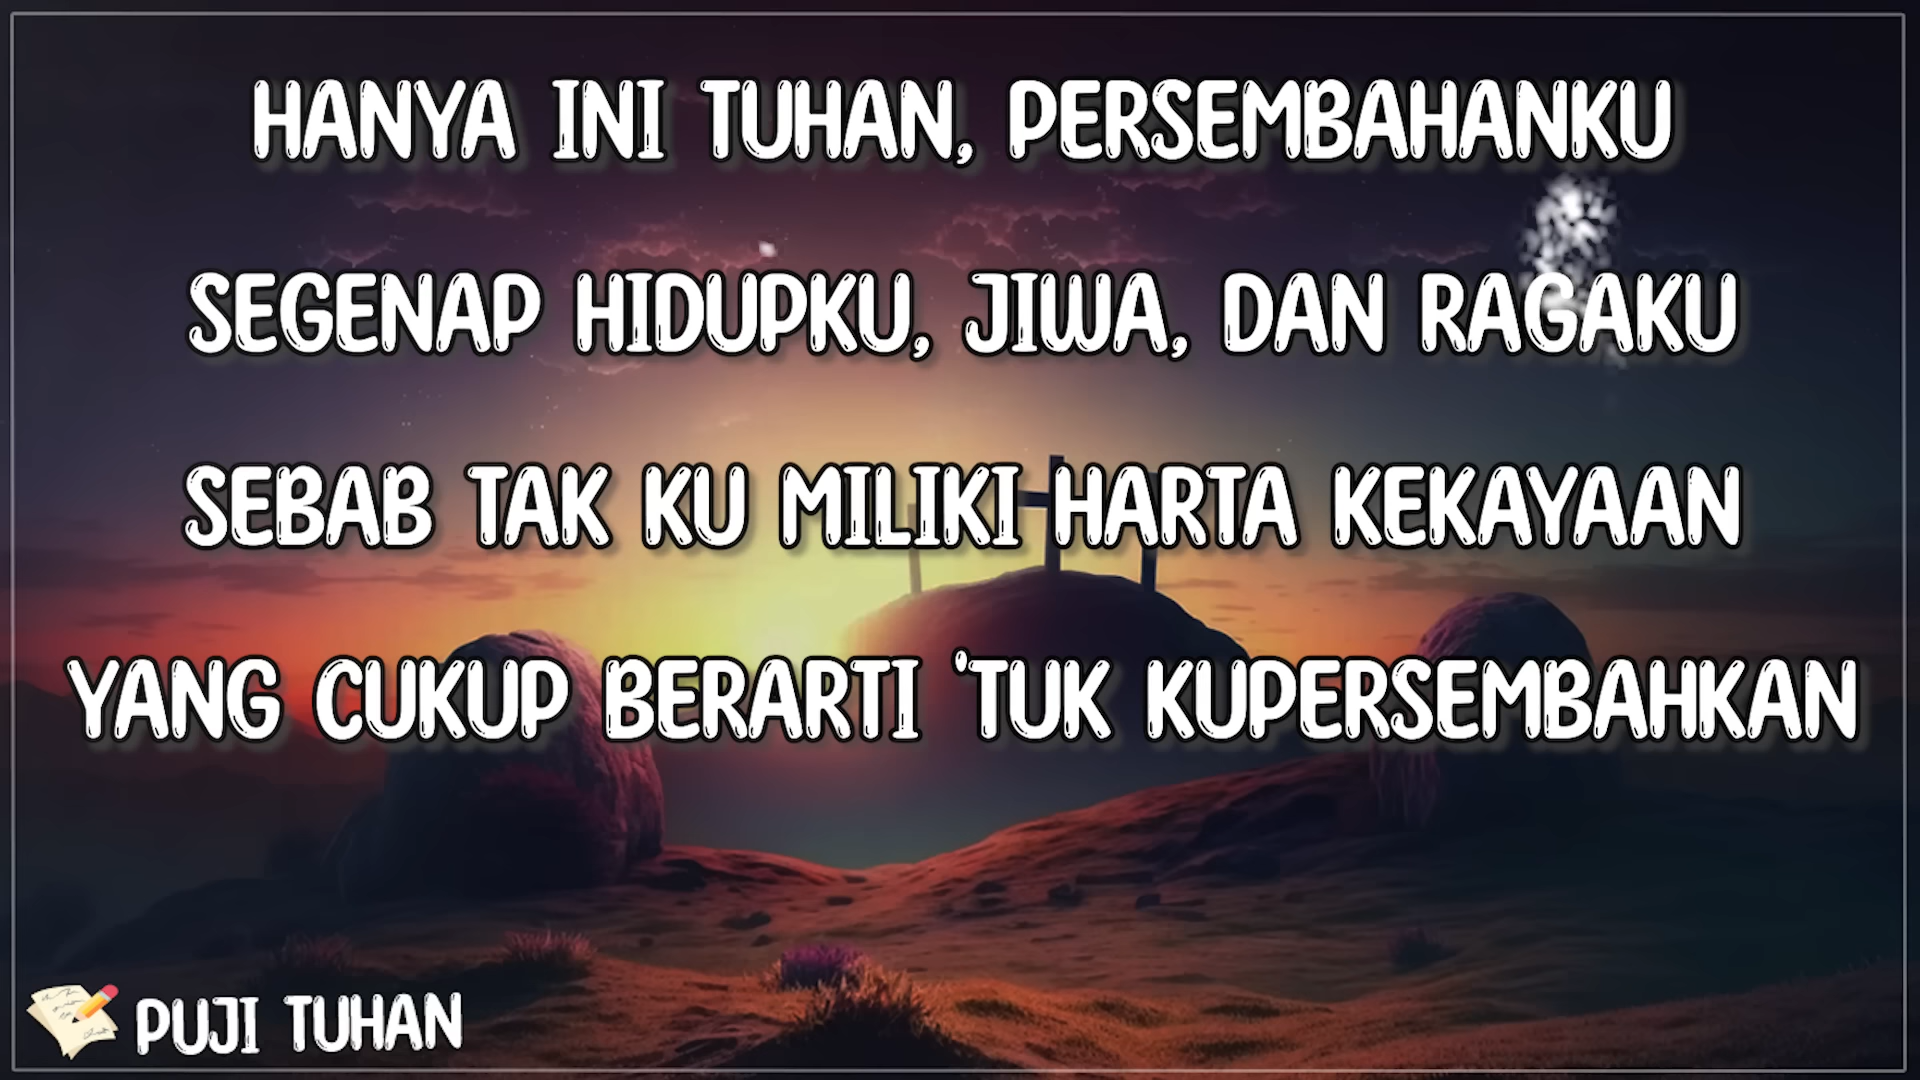 HANYA INI TUHAN, PERSEMBAHANKU
SEGENAP HIDUPKU, JIWA, DAN RAGAKU
SEBAB TAK KU MILIKI HARTA KEKAYAAN
YANG CUKUP BERARTI 'TUK KUPERSEMBAHKAN
PUJI TUHAN